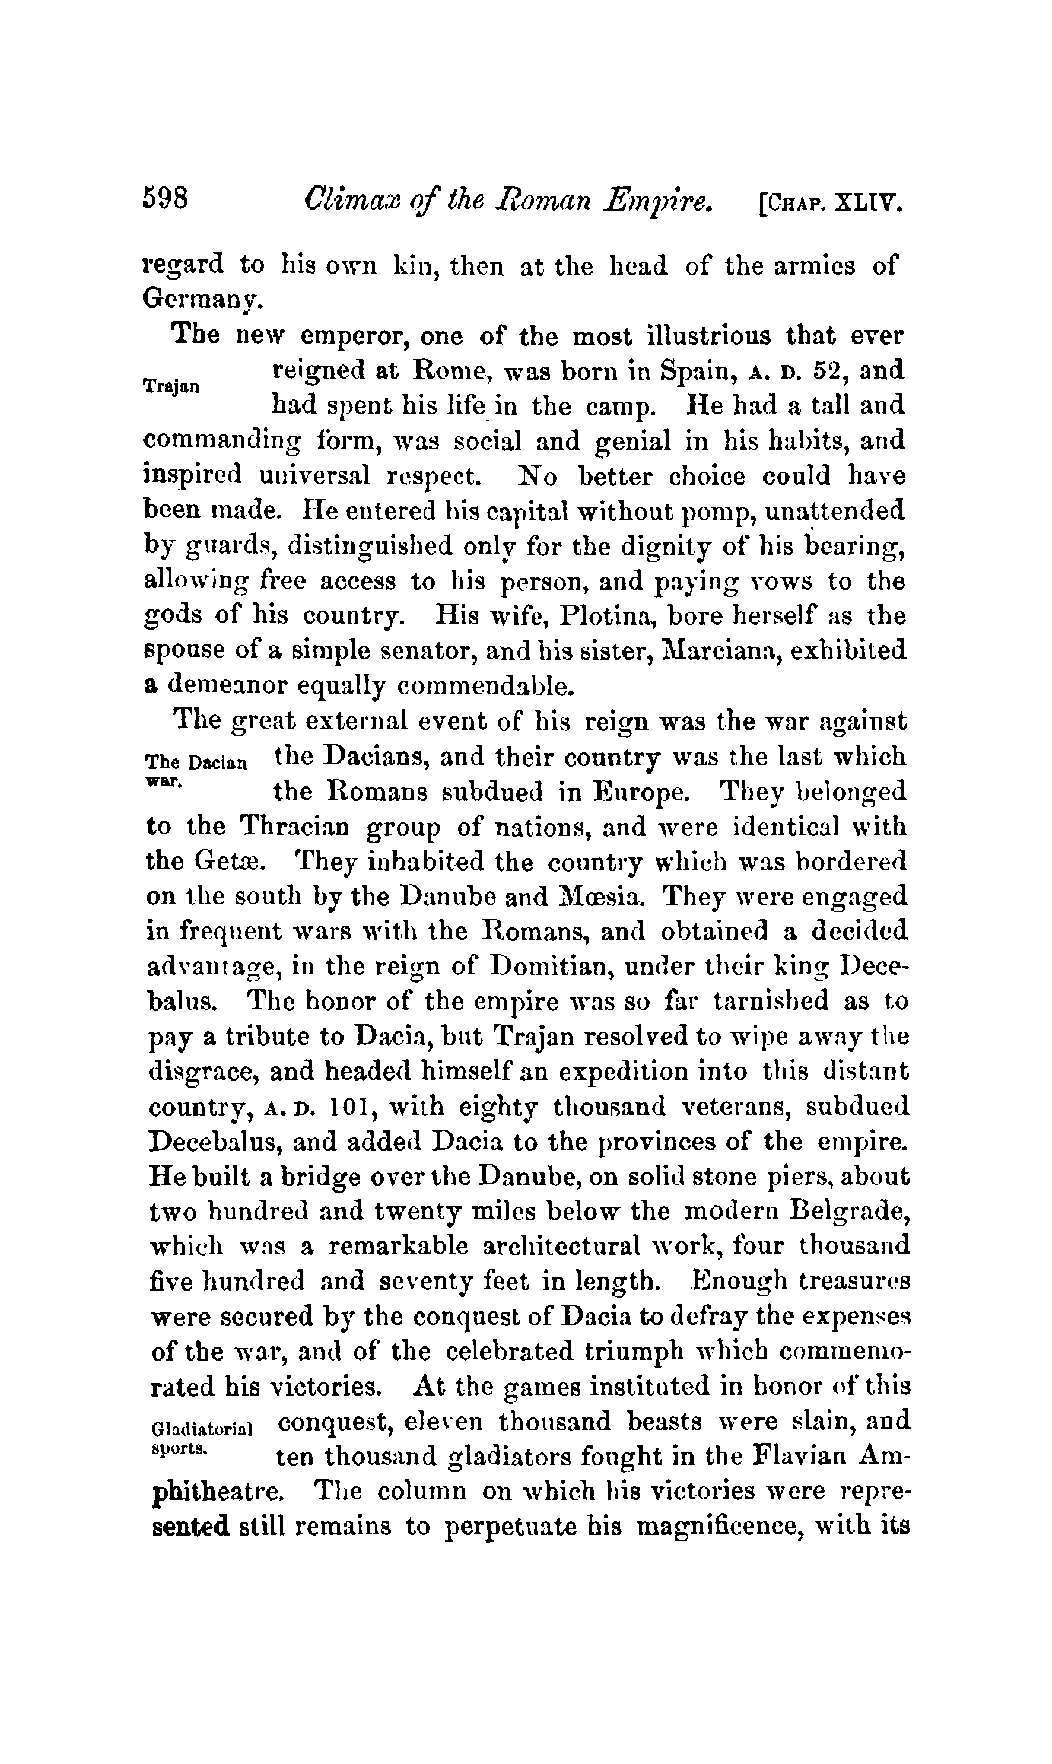 598 Climax of the Roman Empire. [CHAP. XLIV.
regard to his own kin, then at the head of the armies of
Germany.
The new emperor, one of the most illustrious that ever
reigned at Rome, was born in Spain, A. D. 52, and
Trajan
had spent his life in the camp. He had a tall and
commanding form, was social and genial in his habits, and
inspired universal respect. No better choice could have
been made. He entered his capital without pomp, unattended
by guards, distinguished only for the dignity of his bearing,
allowing free access to his person, and paying vows to the
gods of his country. His wife, Plotina, bore herself as the
spouse of a simple senator, and his sister, Marciana, exhibited
a demeanor equally commendable.
The great external event of his reign was the war against
The Dacian the Dacians, and their country was the last which
war. the Romans subdued in Europe. They belonged
to the Thracian group of nations, and were identical with
the Getæ. They inhabited the country which was bordered
on the south by the Danube and Mœsia. They were engaged
in frequent wars with the Romans, and obtained a decided
advantage, in the reign of Domitian, under their king Dece-
balus. The honor of the empire was so far tarnished as to
pay a tribute to Dacia, but Trajan resolved to wipe away the
disgrace, and headed himself an expedition into this distant
country, A. D. 101, with eighty thousand veterans, subdued
Decebalus, and added Dacia to the provinces of the empire.
He built a bridge over the Danube, on solid stone piers, about
two hundred and twenty miles below the modern Belgrade,
which was a remarkable architectural work, four thousand
five hundred and seventy feet in length. Enough treasures
were secured by the conquest of Dacia to defray the expenses
of the war, and of the celebrated triumph which commemo-
rated his victories. At the games instituted in honor of this
Gladiatorial conquest, eleven thousand beasts were slain, and
sports. ten thousand gladiators fought in the Flavian Am-
phitheatre. The column on which his victories were repre-
sented still remains to perpetuate his magnificence, with its